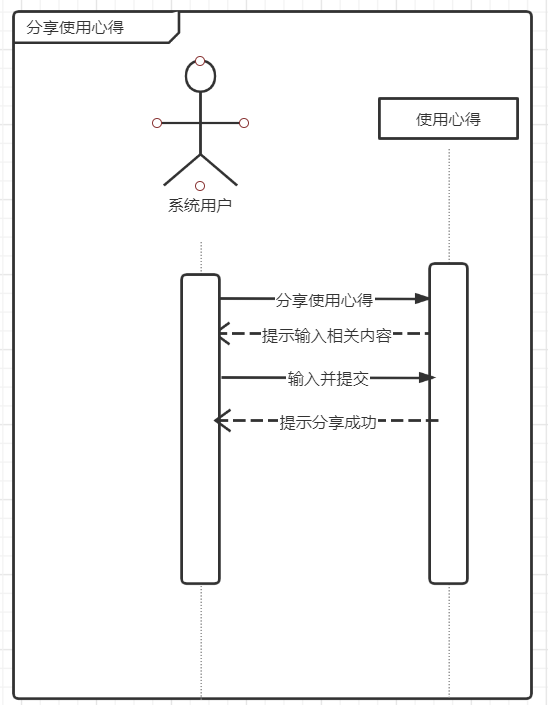 分享使用心得
使用心得
系统用户
分享使用心得
提示输入相关内容
输入并提交
提示分享成功